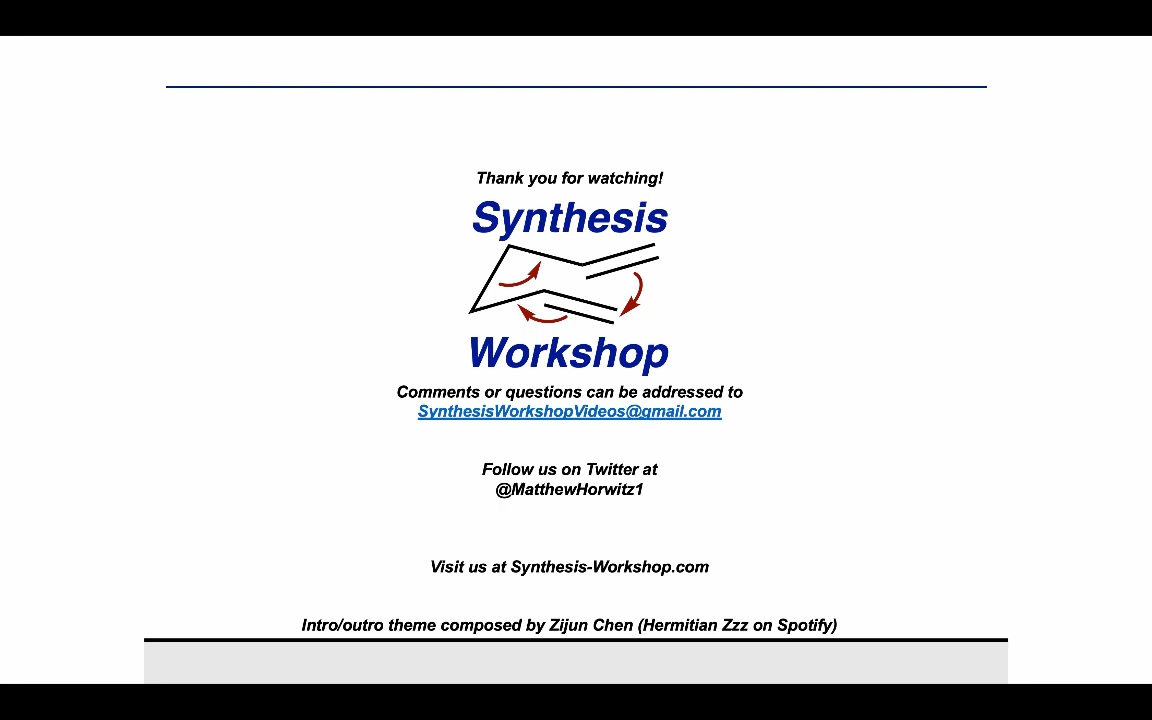 Thank you for watching!
Synthesis
Workshop
Comments or questions can be addressed to
SynthesisWorkshopVideos@gmail.com
Follow us on Twitter at
@MatthewHorwitz1
Visit us at Synthesis-Workshop.com
Intro/outro theme composed by Zijun Chen (Hermitian Zzz on Spotify)